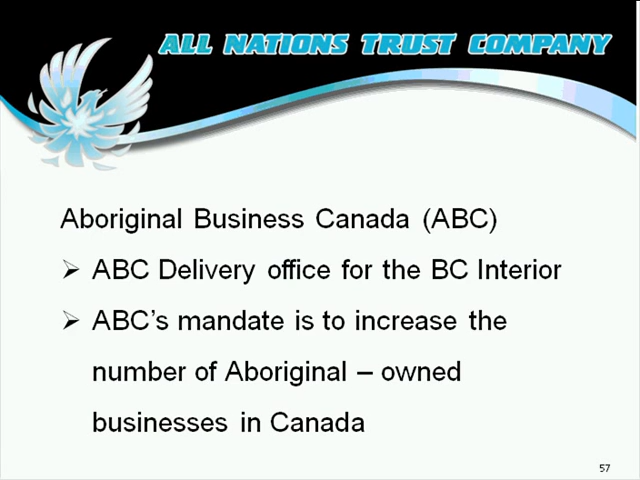 ALL NATIONS TRUST COMPANY
Aboriginal Business Canada (ABC)
➢ ABC Delivery office for the BC Interior
➢ ABC's mandate is to increase the
number of Aboriginal – owned
businesses in Canada
57